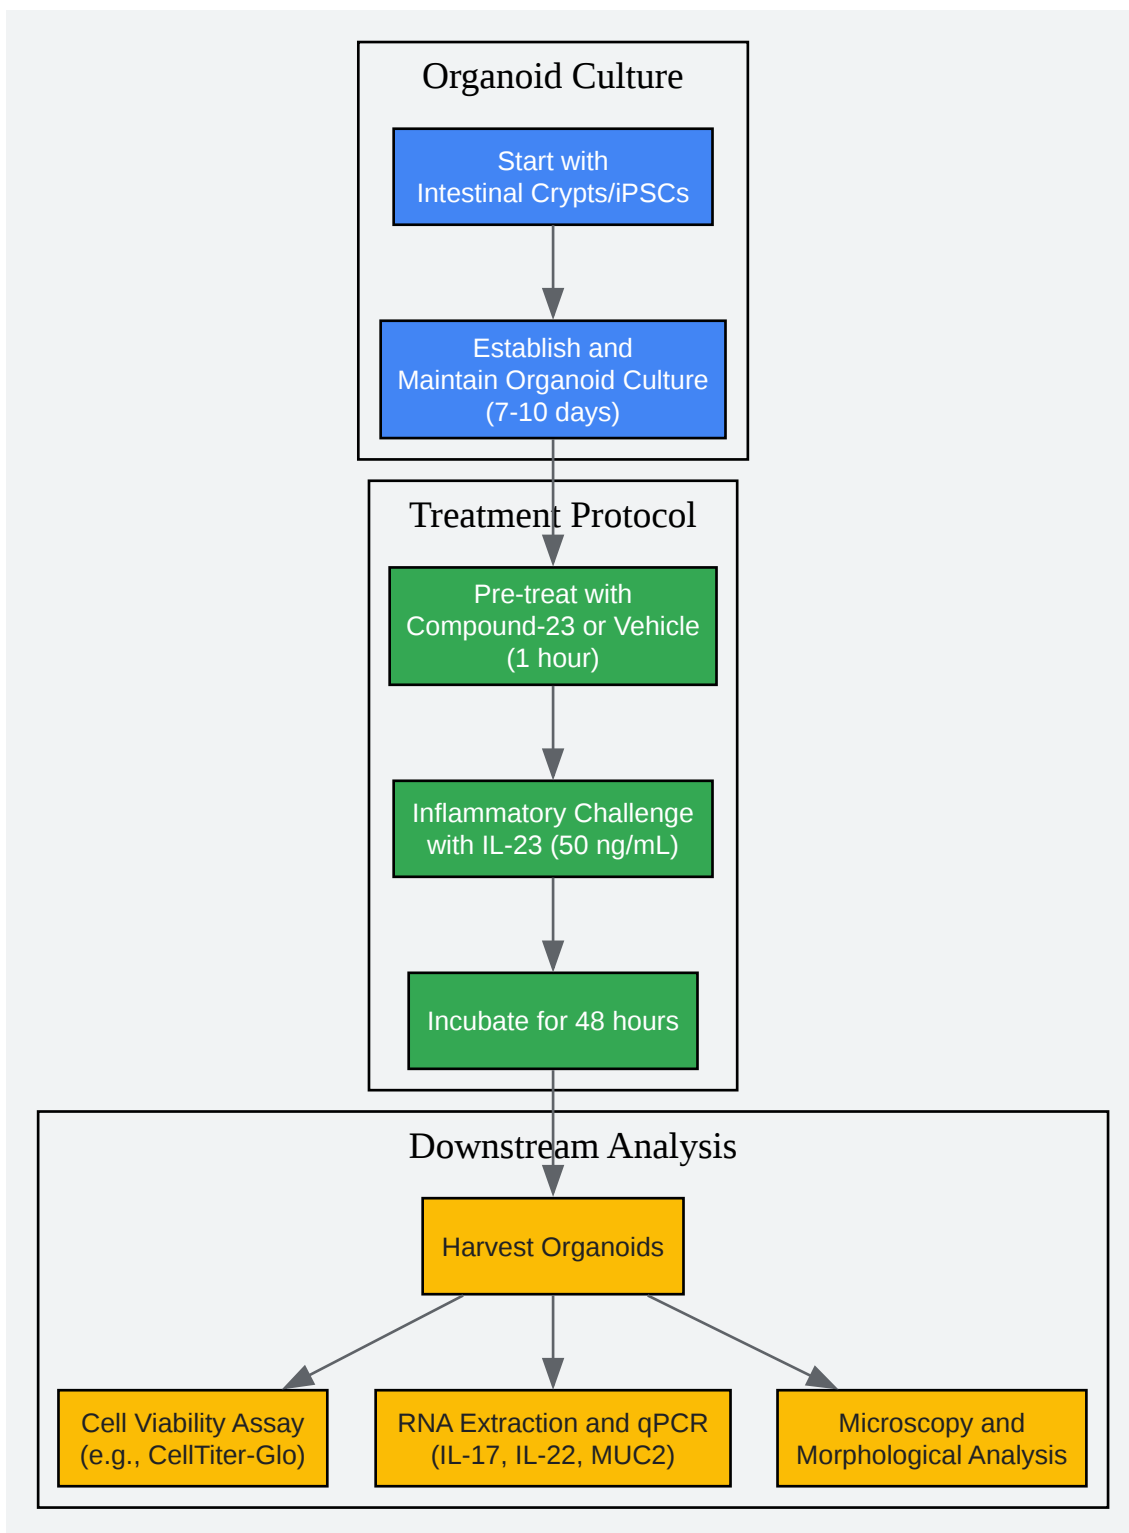 Organoid Culture
Start with
Intestinal Crypts/iPSCs
Establish and
Maintain Organoid Culture
(7-10 days)
Treatment Protocol
Pre-treat with
Compound-23 or Vehicle
(1 hour)
Inflammatory Challenge
with IL-23 (50 ng/mL)
Incubate for 48 hours
Downstream Analysis
Harvest Organoids
Cell Viability Assay
(e.g., CellTiter-Glo)
RNA Extraction and qPCR
(IL-17, IL-22, MUC2)
Microscopy and
Morphological Analysis